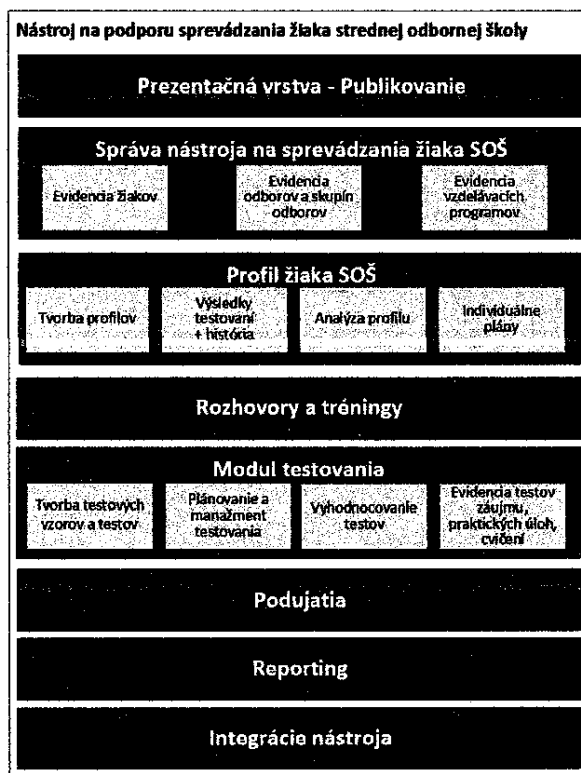 Nástroj na podporu sprevádzania žiaka strednej odbornej školy
Prezentačná vrstva - Publikovanie
Správa nástroja na sprevádzania žiaka SOŠ
Evidencia žiakov
Evidencia
odborov a skupín
odborov
Evidencia
vzdelávacích
programov
Profil žiaka SOŠ
Tvorba profilov
Výsledky
testovaní
+ história
Analýza profilu
Individuálne
plány
Rozhovory a tréningy
Modul testovania
Tvorba testových
vzorov a testov
Plánovanie a
manažment
testovania
Vyhodnocovanie
testov
Evidencia testov
záujmu,
praktických úloh,
cvičení
Podujatia
Reporting
Integrácie nástroja